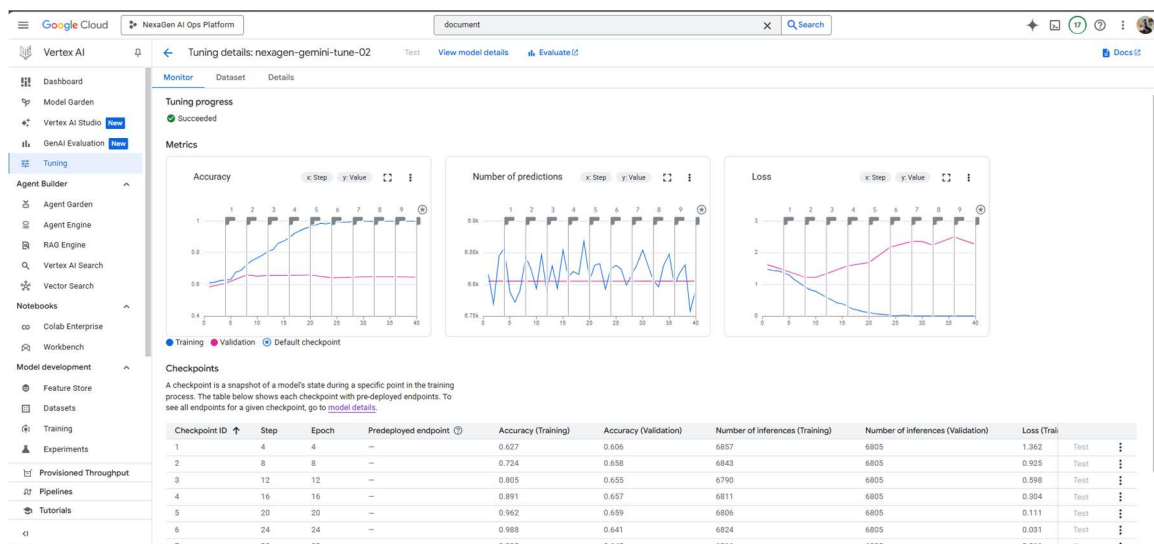 Google Cloud
NexaGen AI Ops Platform
document
Search
17
Vertex AI
Tuning details: nexagen-gemini-tune-02
Test
View model details
Evaluate
Docs
Dashboard
Model Garden
Vertex AI Studio New
GenAI Evaluation New
Tuning
Agent Builder
Agent Garden
Agent Engine
RAG Engine
Vertex AI Search
Vector Search
Notebooks
Colab Enterprise
Workbench
Model development
Feature Store
Datasets
Training
Experiments
Provisioned Throughput
Pipelines
Tutorials
Monitor Dataset Details
Tuning progress
Succeeded
Metrics
Accuracy
x: Step y: Value
1 2 3 4 5 6 7 8 9
1
0.8
0.6
0.4
0 5 10 15 20 25 30 35 40
Number of predictions
x: Step y: Value
1 2 3 4 5 6 7 8 9
6.9k
6.85k
6.8k
6.75k
0 5 10 15 20 25 30 35 40
Loss
x: Step y: Value
1 2 3 4 5 6 7 8 9
3
2
1
0
0 5 10 15 20 25 30 35 40
Training Validation Default checkpoint
Checkpoints
A checkpoint is a snapshot of a model's state during a specific point in the training
process. The table below shows each checkpoint with pre-deployed endpoints. To
see all endpoints for a given checkpoint, go to model details.
Checkpoint ID Step Epoch Predeployed endpoint Accuracy (Training) Accuracy (Validation) Number of inferences (Training) Number of inferences (Validation) Loss (Trai
1 4 4 — 0.627 0.606 6857 6805 1.362 Test
2 8 8 — 0.724 0.658 6843 6805 0.925 Test
3 12 12 — 0.805 0.655 6790 6805 0.598 Test
4 16 16 — 0.891 0.657 6811 6805 0.304 Test
5 20 20 — 0.962 0.659 6806 6805 0.111 Test
6 24 24 — 0.988 0.641 6824 6805 0.031 Test